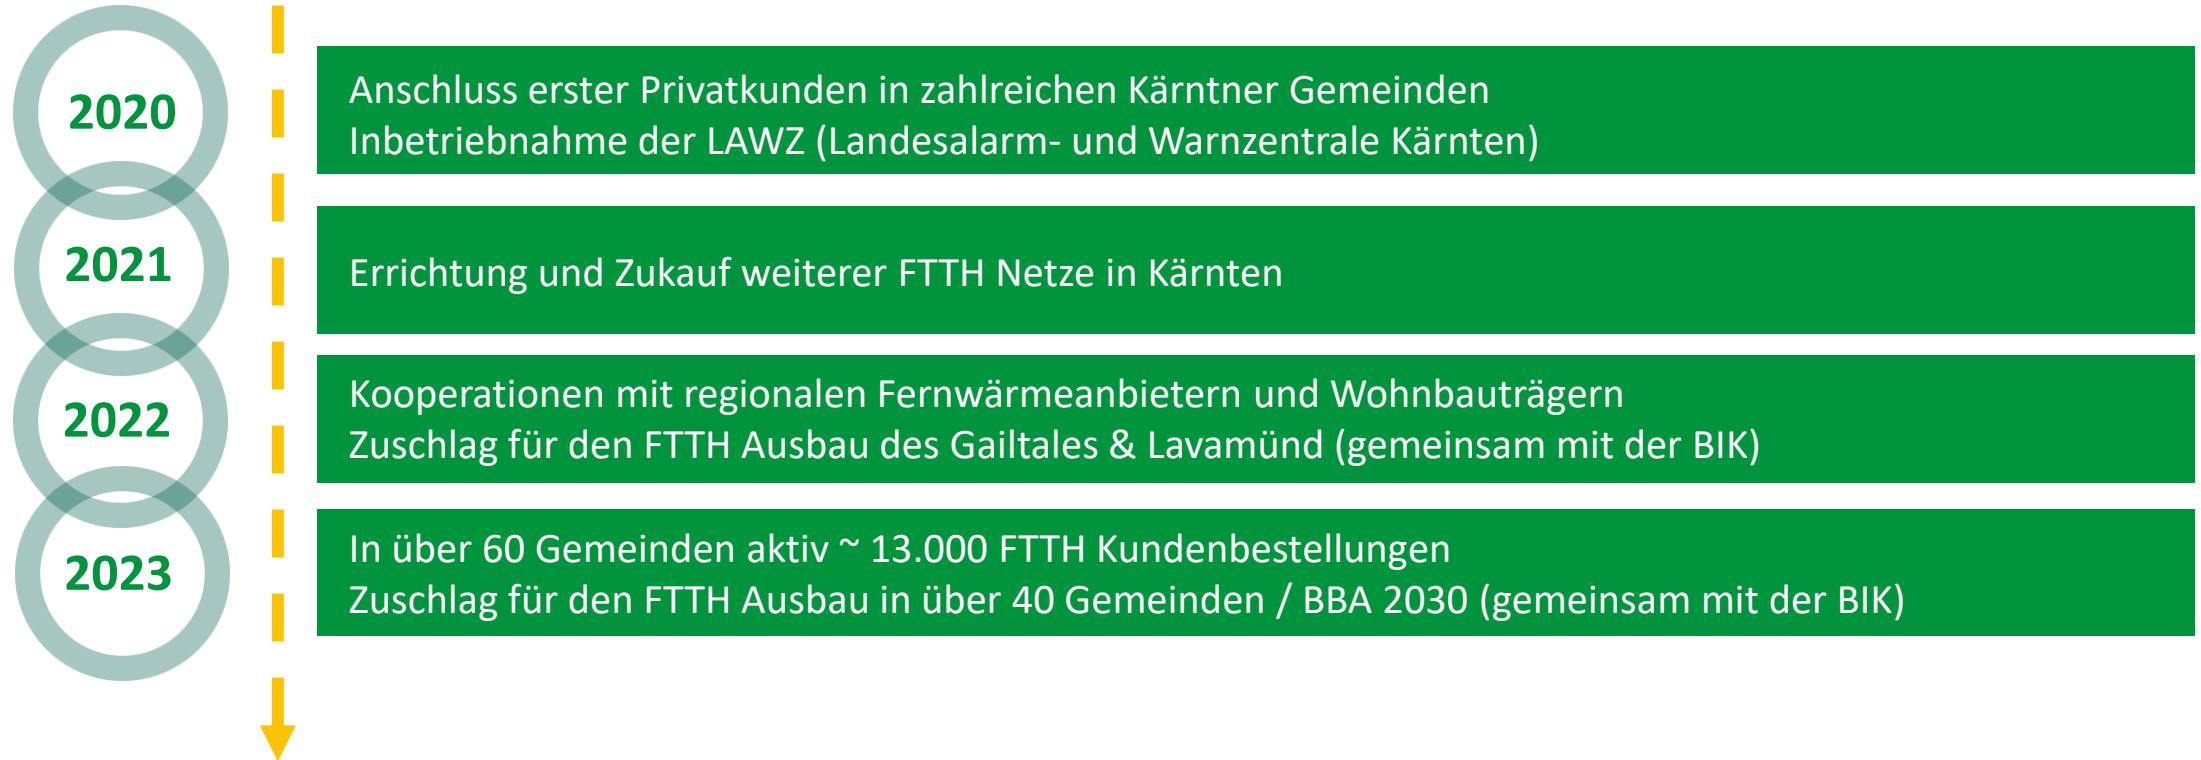 2020
Anschluss erster Privatkunden in zahlreichen Kärntner Gemeinden
Inbetriebnahme der LAWZ (Landesalarm- und Warnzentrale Kärnten)
2021
Errichtung und Zukauf weiterer FTTH Netze in Kärnten
2022
Kooperationen mit regionalen Fernwärmeanbietern und Wohnbauträgern
Zuschlag für den FTTH Ausbau des Gailtales & Lavamünd (gemeinsam mit der BIK)
2023
In über 60 Gemeinden aktiv ~ 13.000 FTTH Kundenbestellungen
Zuschlag für den FTTH Ausbau in über 40 Gemeinden / BBA 2030 (gemeinsam mit der BIK)